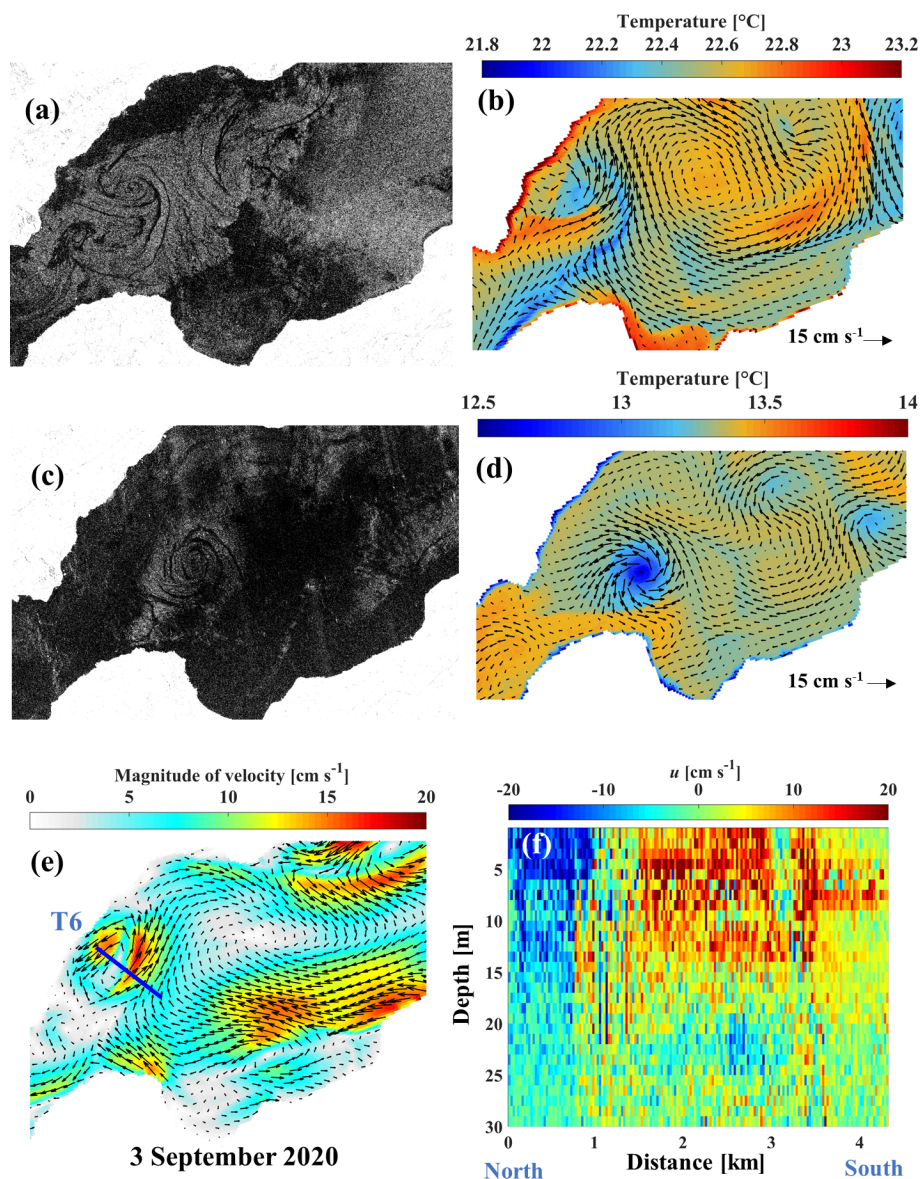 Temperature [°C]
21.8 22 22.2 22.4 22.6 22.8 23 23.2
(a)
(b)
15 cm s-1
Temperature [°C]
12.5 13 13.5 14
(c)
(d)
15 cm s-1
Magnitude of velocity [cm s-1]
0 5 10 15 20
(e)
T6
3 September 2020
u [cm s-1]
-20 -10 0 10 20
(f)
Depth [m]
5
10
15
20
25
30
0 1 2 3 4
North Distance [km] South